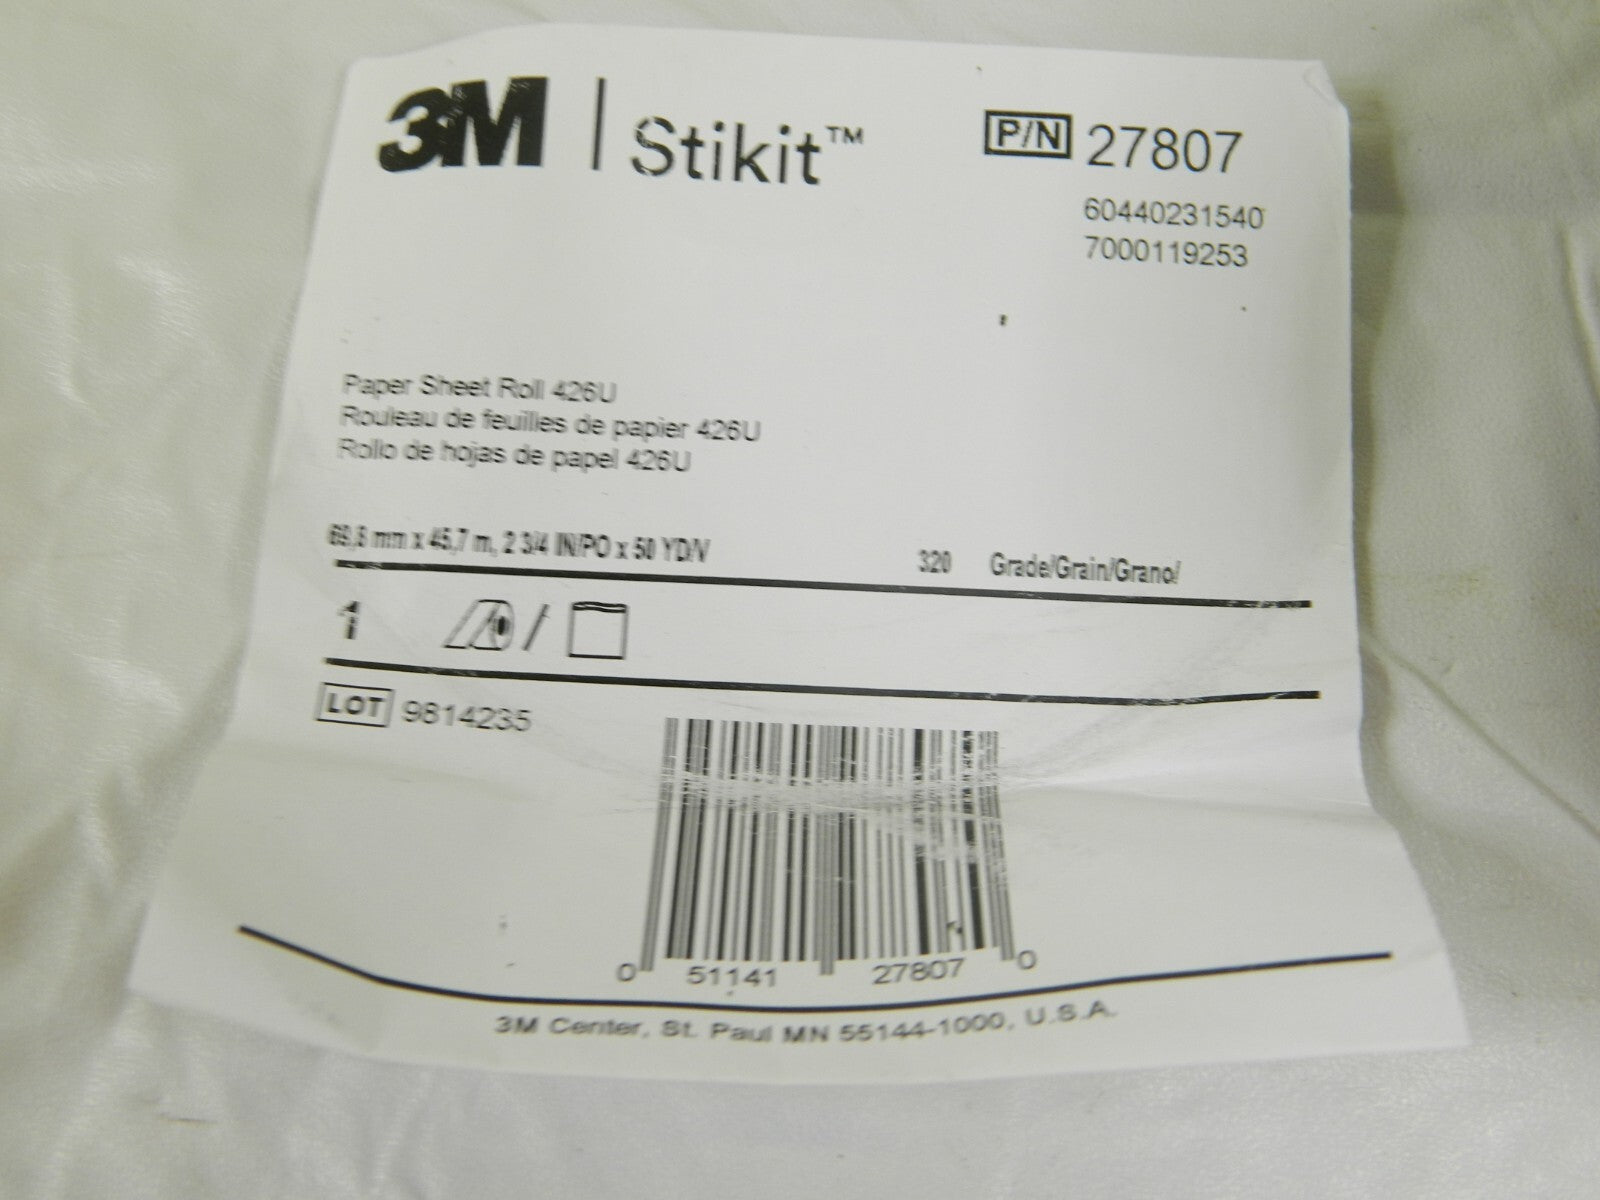 3M | Stikit™
P/N 27807
60440231540
7000119253
Paper Sheet Roll 426U
Rouleau de feuilles de papier 426U
Rollo de hojas de papel 426U
69,8 mm x 45,7 m, 2 3/4 IN/PO x 50 YD/V 320 Grade/Grain/Grano/
1 /
LOT 9814235
0 51141 27807 0
3M Center, St. Paul MN 55144-1000, U.S.A.